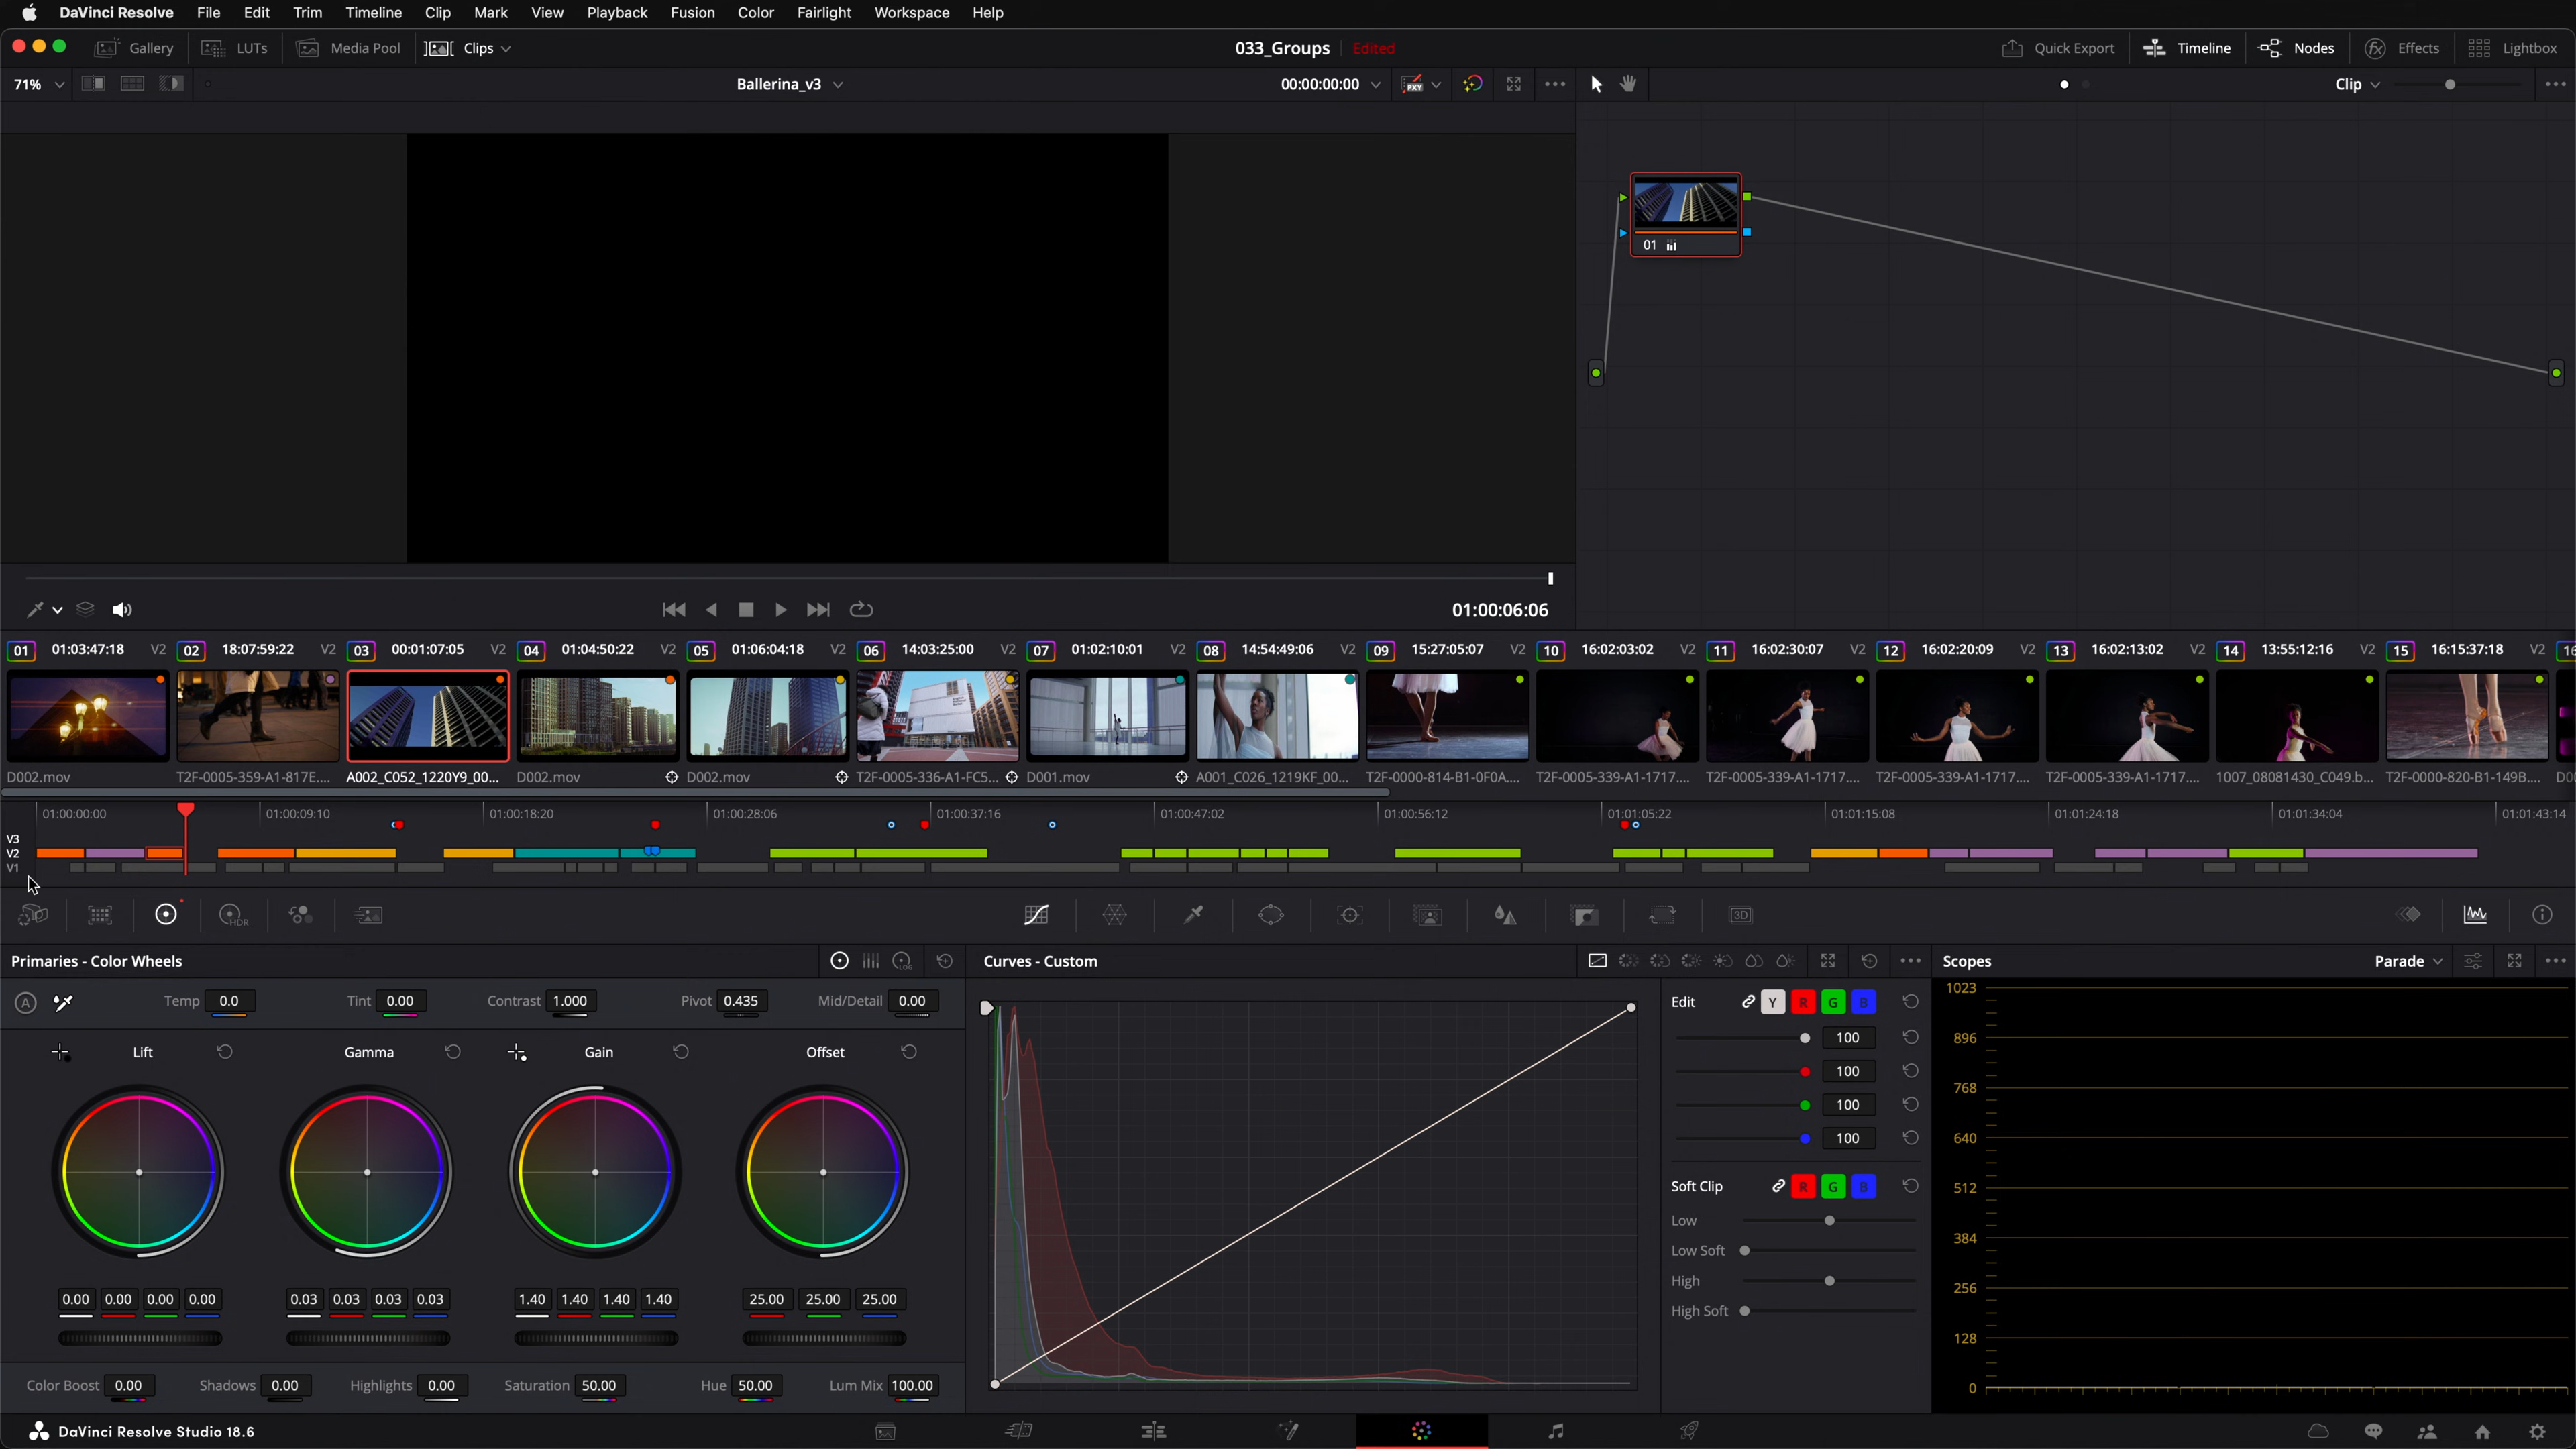 DaVinci Resolve File Edit Trim Timeline Clip Mark View Playback Fusion Color Fairlight Workspace Help
Gallery LUTs Media Pool Clips 033_Groups Edited Quick Export Timeline Nodes Effects Lightbox
71% Ballerina_v3 00:00:00:00 PXY Clip
01
01:00:06:06
01 01:03:47:18 V2 02 18:07:59:22 V2 03 00:01:07:05 V2 04 01:04:50:22 V2 05 01:06:04:18 V2 06 14:03:25:00 V2 07 01:02:10:01 V2 08 14:54:49:06 V2 09 15:27:05:07 V2 10 16:02:03:02 V2 11 16:02:30:07 V2 12 16:02:20:09 V2 13 16:02:13:02 V2 14 13:55:12:16 V2 15 16:15:37:18 V2 16
D002.mov T2F-0005-359-A1-817E.... A002_C052_1220Y9_00... D002.mov D002.mov T2F-0005-336-A1-FC5... D001.mov A001_C026_1219KF_00... T2F-0000-814-B1-0F0A.... T2F-0005-339-A1-1717.... T2F-0005-339-A1-1717.... T2F-0005-339-A1-1717.... T2F-0005-339-A1-1717.... 1007_08081430_C049.b... T2F-0000-820-B1-149B.... D00
01:00:00:00 01:00:09:10 01:00:18:20 01:00:28:06 01:00:37:16 01:00:47:02 01:00:56:12 01:01:05:22 01:01:15:08 01:01:24:18 01:01:34:04 01:01:43:14
V3
V2
V1
HDR 3D
Primaries - Color Wheels LOG Curves - Custom Scopes Parade
A Temp 0.0 Tint 0.00 Contrast 1.000 Pivot 0.435 Mid/Detail 0.00
Lift Gamma Gain Offset
0.00 0.00 0.00 0.00 0.03 0.03 0.03 0.03 1.40 1.40 1.40 1.40 25.00 25.00 25.00
Color Boost 0.00 Shadows 0.00 Highlights 0.00 Saturation 50.00 Hue 50.00 Lum Mix 100.00
Edit Y R G B
100
100
100
100
Soft Clip R G B
Low
Low Soft
High
High Soft
1023
896
768
640
512
384
256
128
0
DaVinci Resolve Studio 18.6